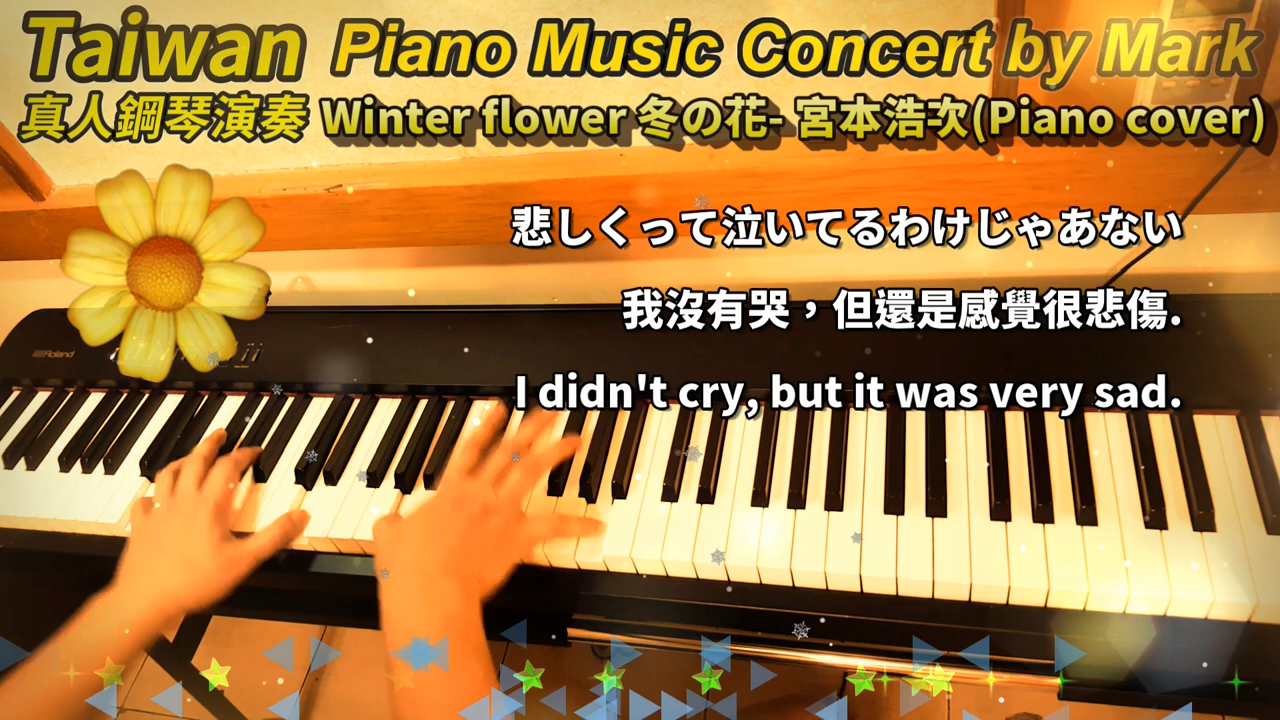 Taiwan Piano Music Concert by Mark
真人鋼琴演奏 Winter flower 冬の花- 宮本浩次(Piano cover)
悲しくって泣いてるわけじゃあない
我沒有哭，但還是感覺很悲傷.
Roland
I didn't cry, but it was very sad.